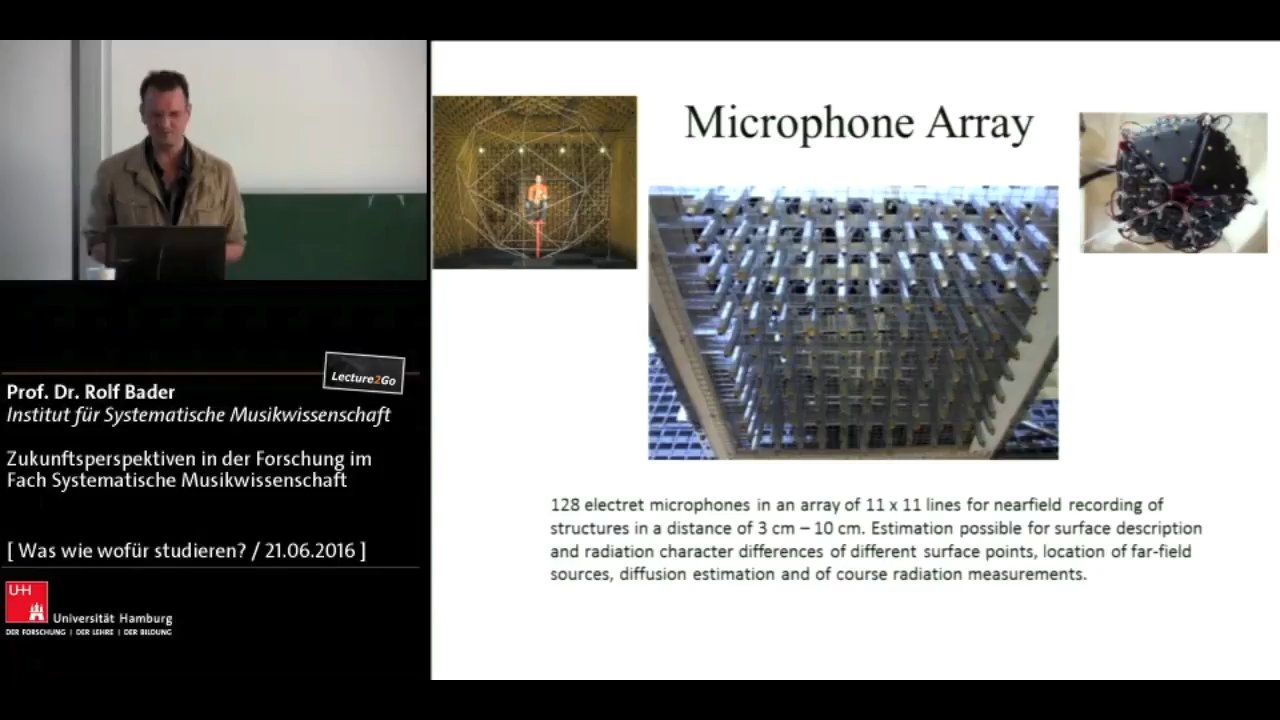 Microphone Array
128 electret microphones in an array of 11 x 11 lines for nearfield recording of
structures in a distance of 3 cm – 10 cm. Estimation possible for surface description
and radiation character differences of different surface points, location of far-field
sources, diffusion estimation and of course radiation measurements.
Lecture2Go
Prof. Dr. Rolf Bader
Institut für Systematische Musikwissenschaft
Zukunftsperspektiven in der Forschung im
Fach Systematische Musikwissenschaft
[ Was wie wofür studieren? / 21.06.2016 ]
UH
Universität Hamburg
DER FORSCHUNG | DER LEHRE | DER BILDUNG